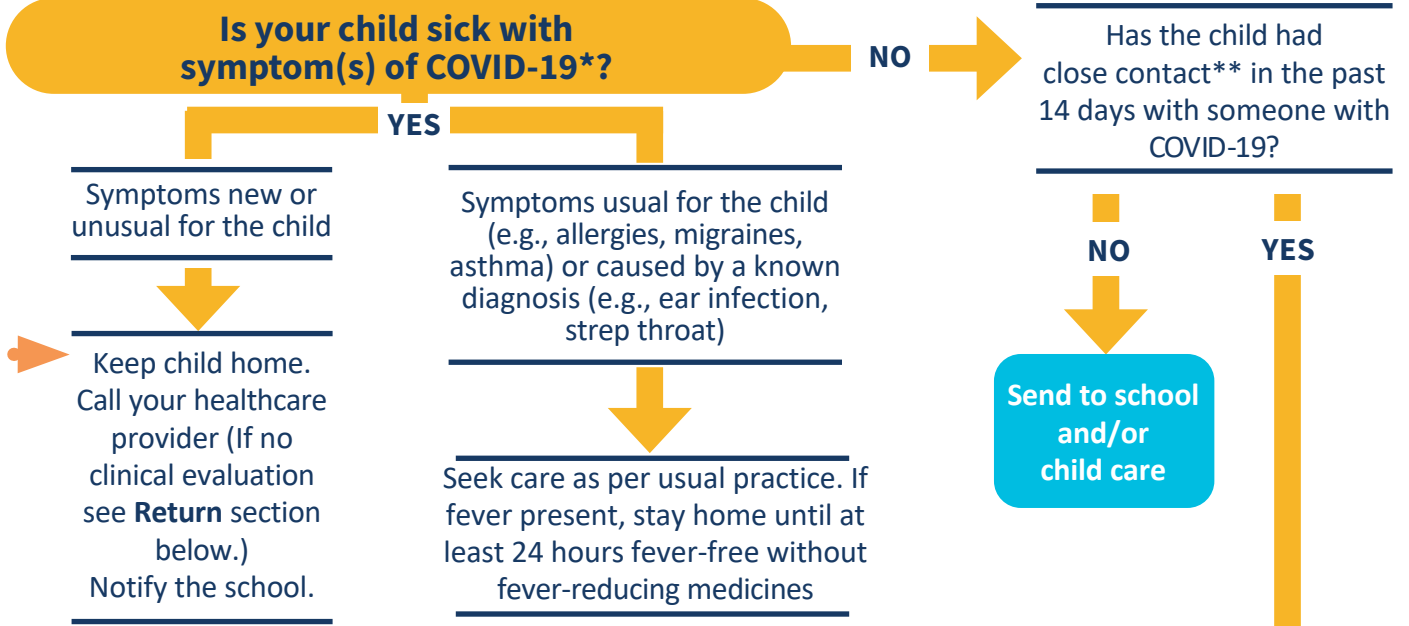 Is your child sick with
symptom(s) of COVID-19*?
NO
Has the child had
close contact** in the past
14 days with someone with
COVID-19?
YES
Symptoms new or
unusual for the child
Symptoms usual for the child
(e.g., allergies, migraines,
asthma) or caused by a known
diagnosis (e.g., ear infection,
strep throat)
NO
YES
Keep child home.
Call your healthcare
provider (If no
clinical evaluation
see Return section
below.)
Notify the school.
Seek care as per usual practice. If
fever present, stay home until at
least 24 hours fever-free without
fever-reducing medicines
Send to school
and/or
child care